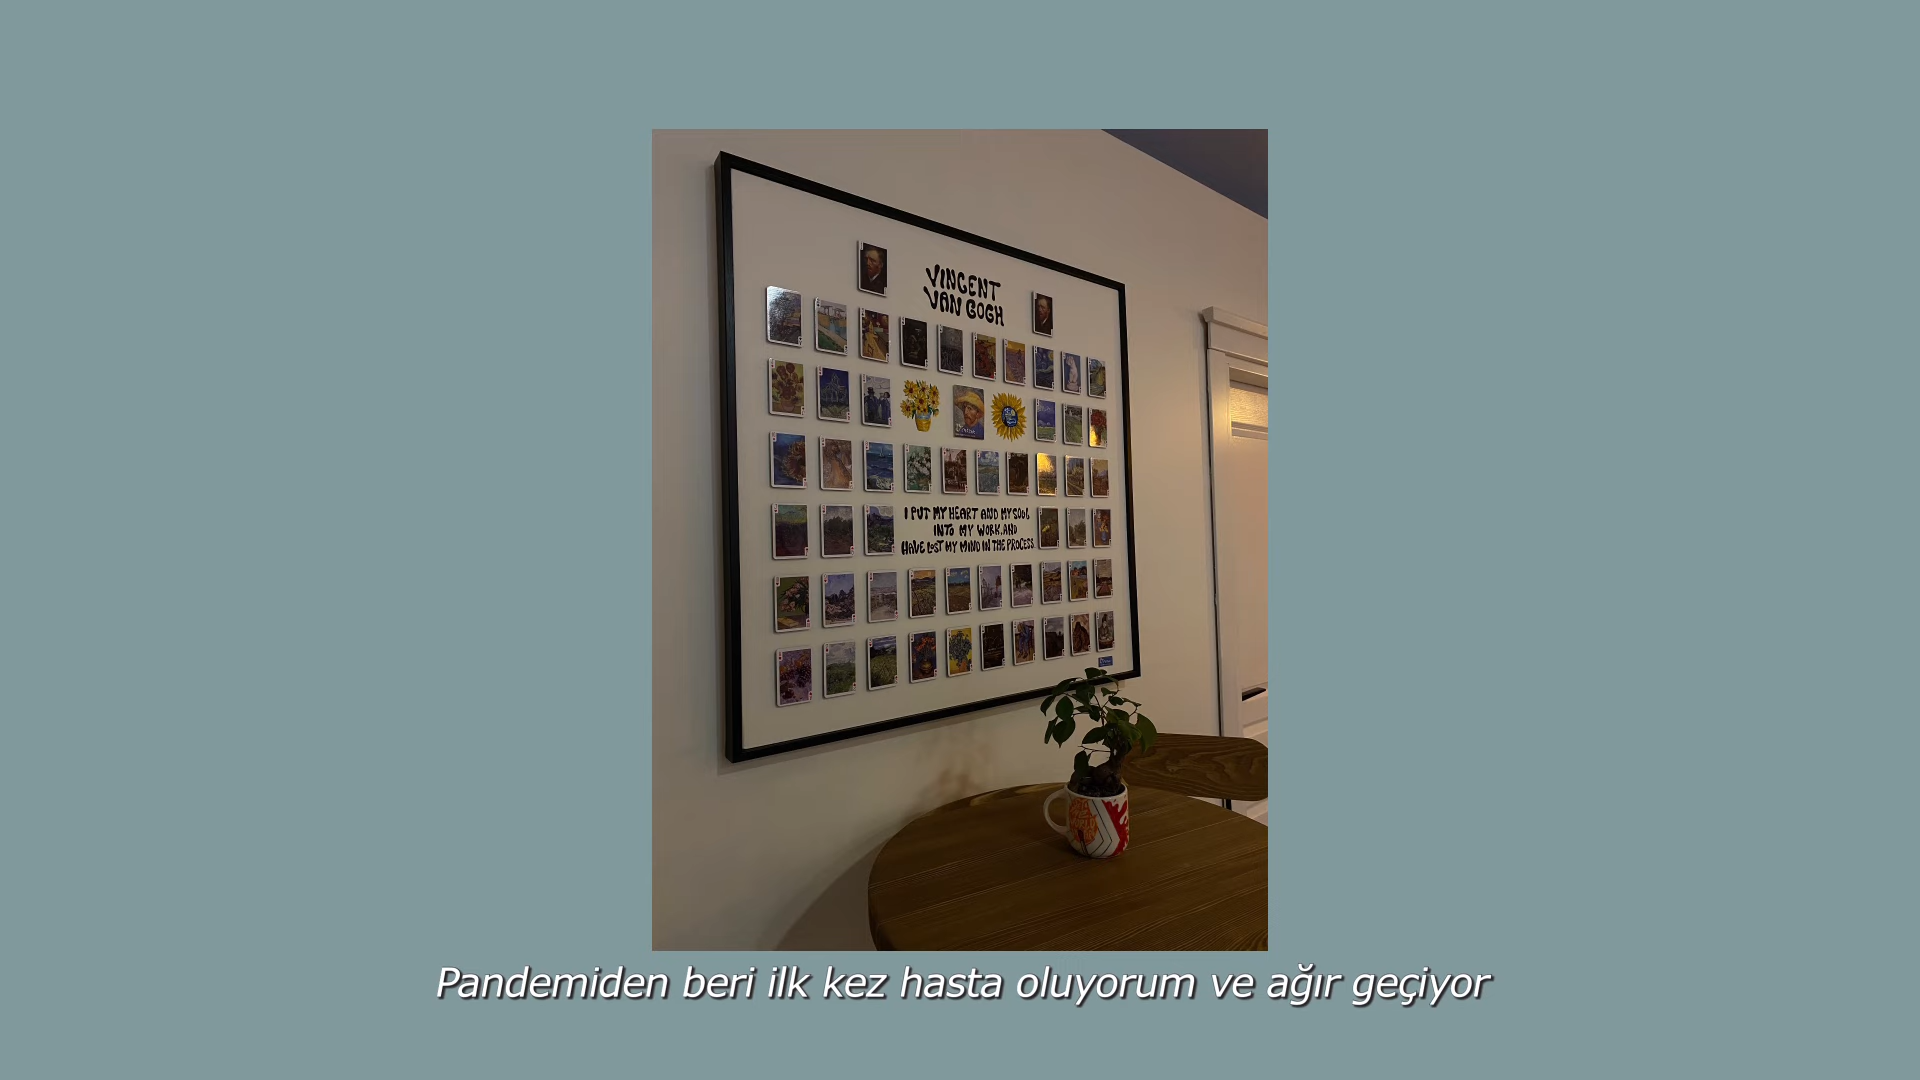 VINCENT
VAN GOGH
I PUT MY HEART AND MY SOUL
INTO MY WORK, AND
HAVE LOST MY MIND IN THE PROCESS.
Pandemiden beri ilk kez hasta oluyorum ve ağır geçiyor